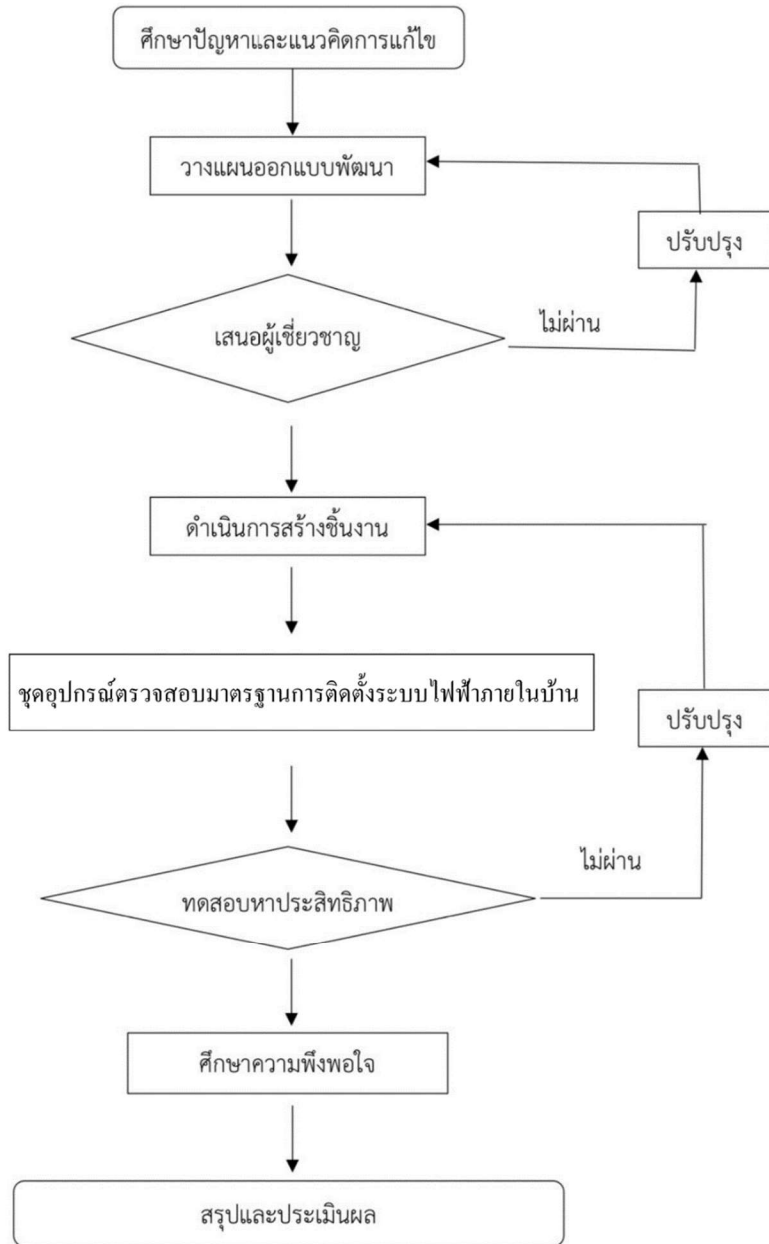 ศึกษาปัญหาและแนวคิดการแก้ไข
วางแผนออกแบบพัฒนา
ปรับปรุง
เสนอผู้เชี่ยวชาญ
ไม่ผ่าน
ดำเนินการสร้างชิ้นงาน
ชุดอุปกรณ์ตรวจสอบมาตรฐานการติดตั้งระบบไฟฟ้าภายในบ้าน
ปรับปรุง
ไม่ผ่าน
ทดสอบหาประสิทธิภาพ
ศึกษาความพึงพอใจ
สรุปและประเมินผล